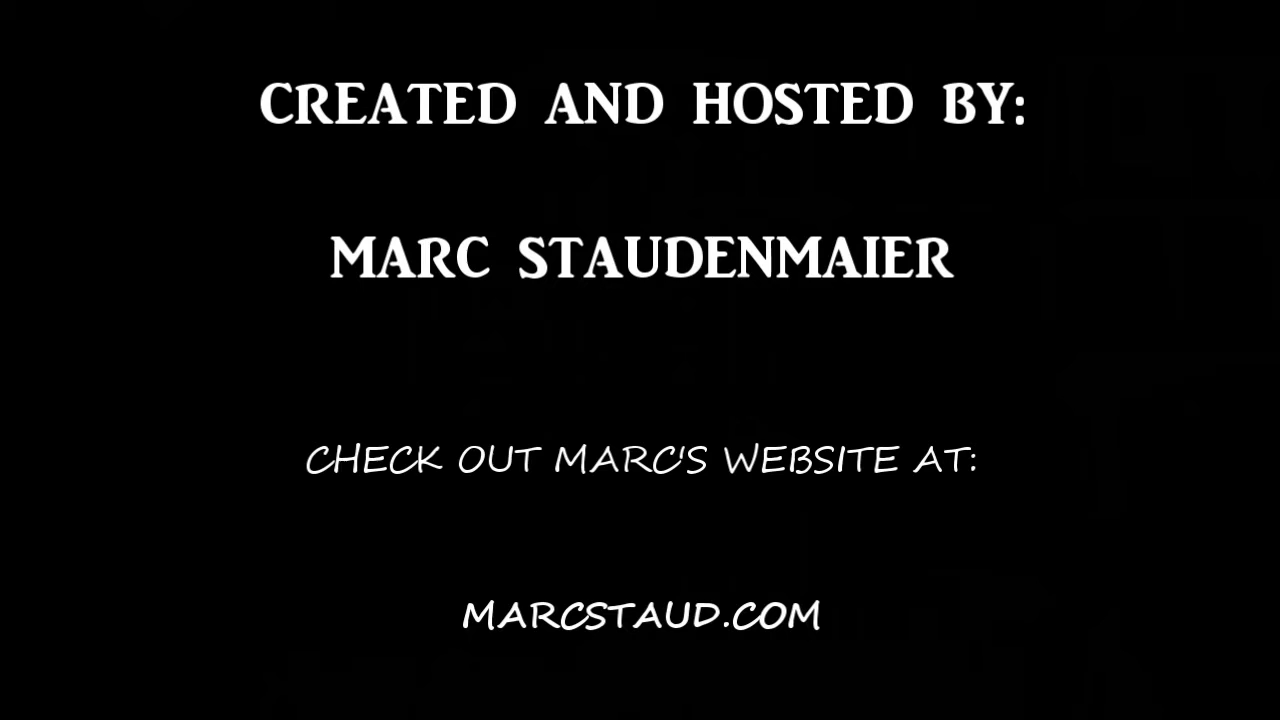 CREATED AND HOSTED BY:
MARC STAUDENMAIER
CHECK OUT MARC'S WEBSITE AT:
MARCSTAUD.COM